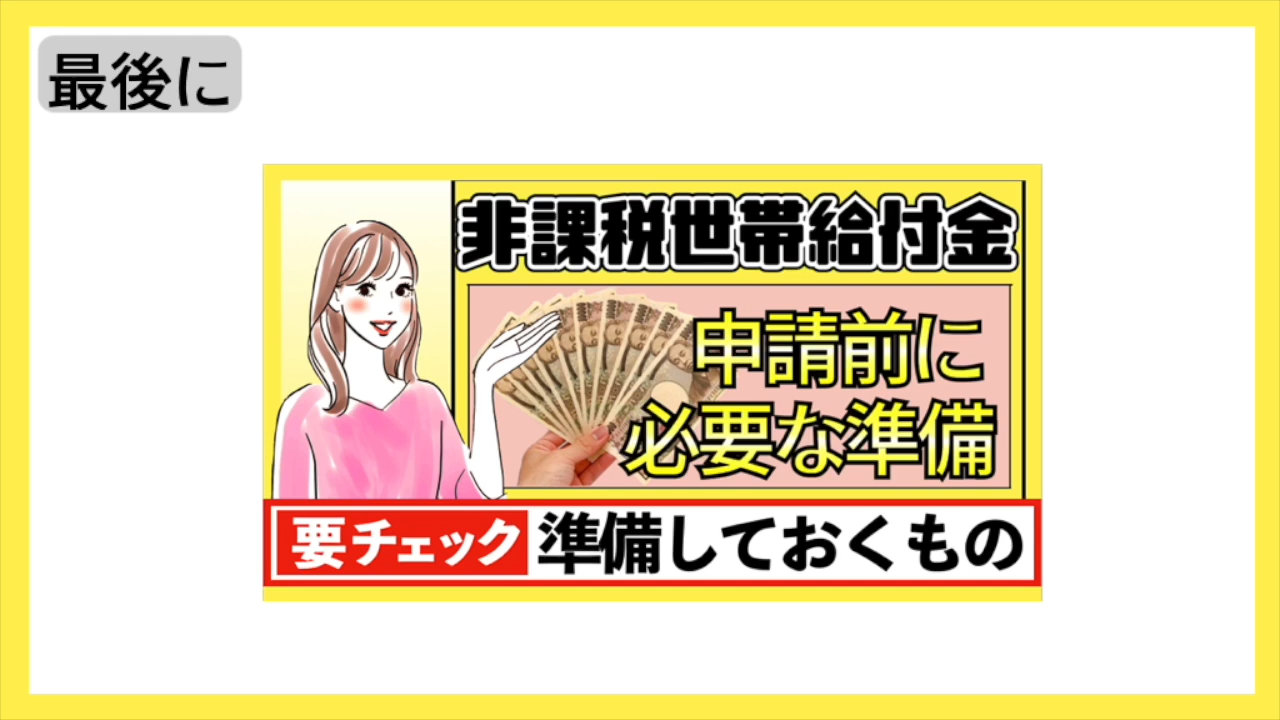 最後に
非課税世帯給付金
申請前に
必要な準備
要チェック 準備しておくもの